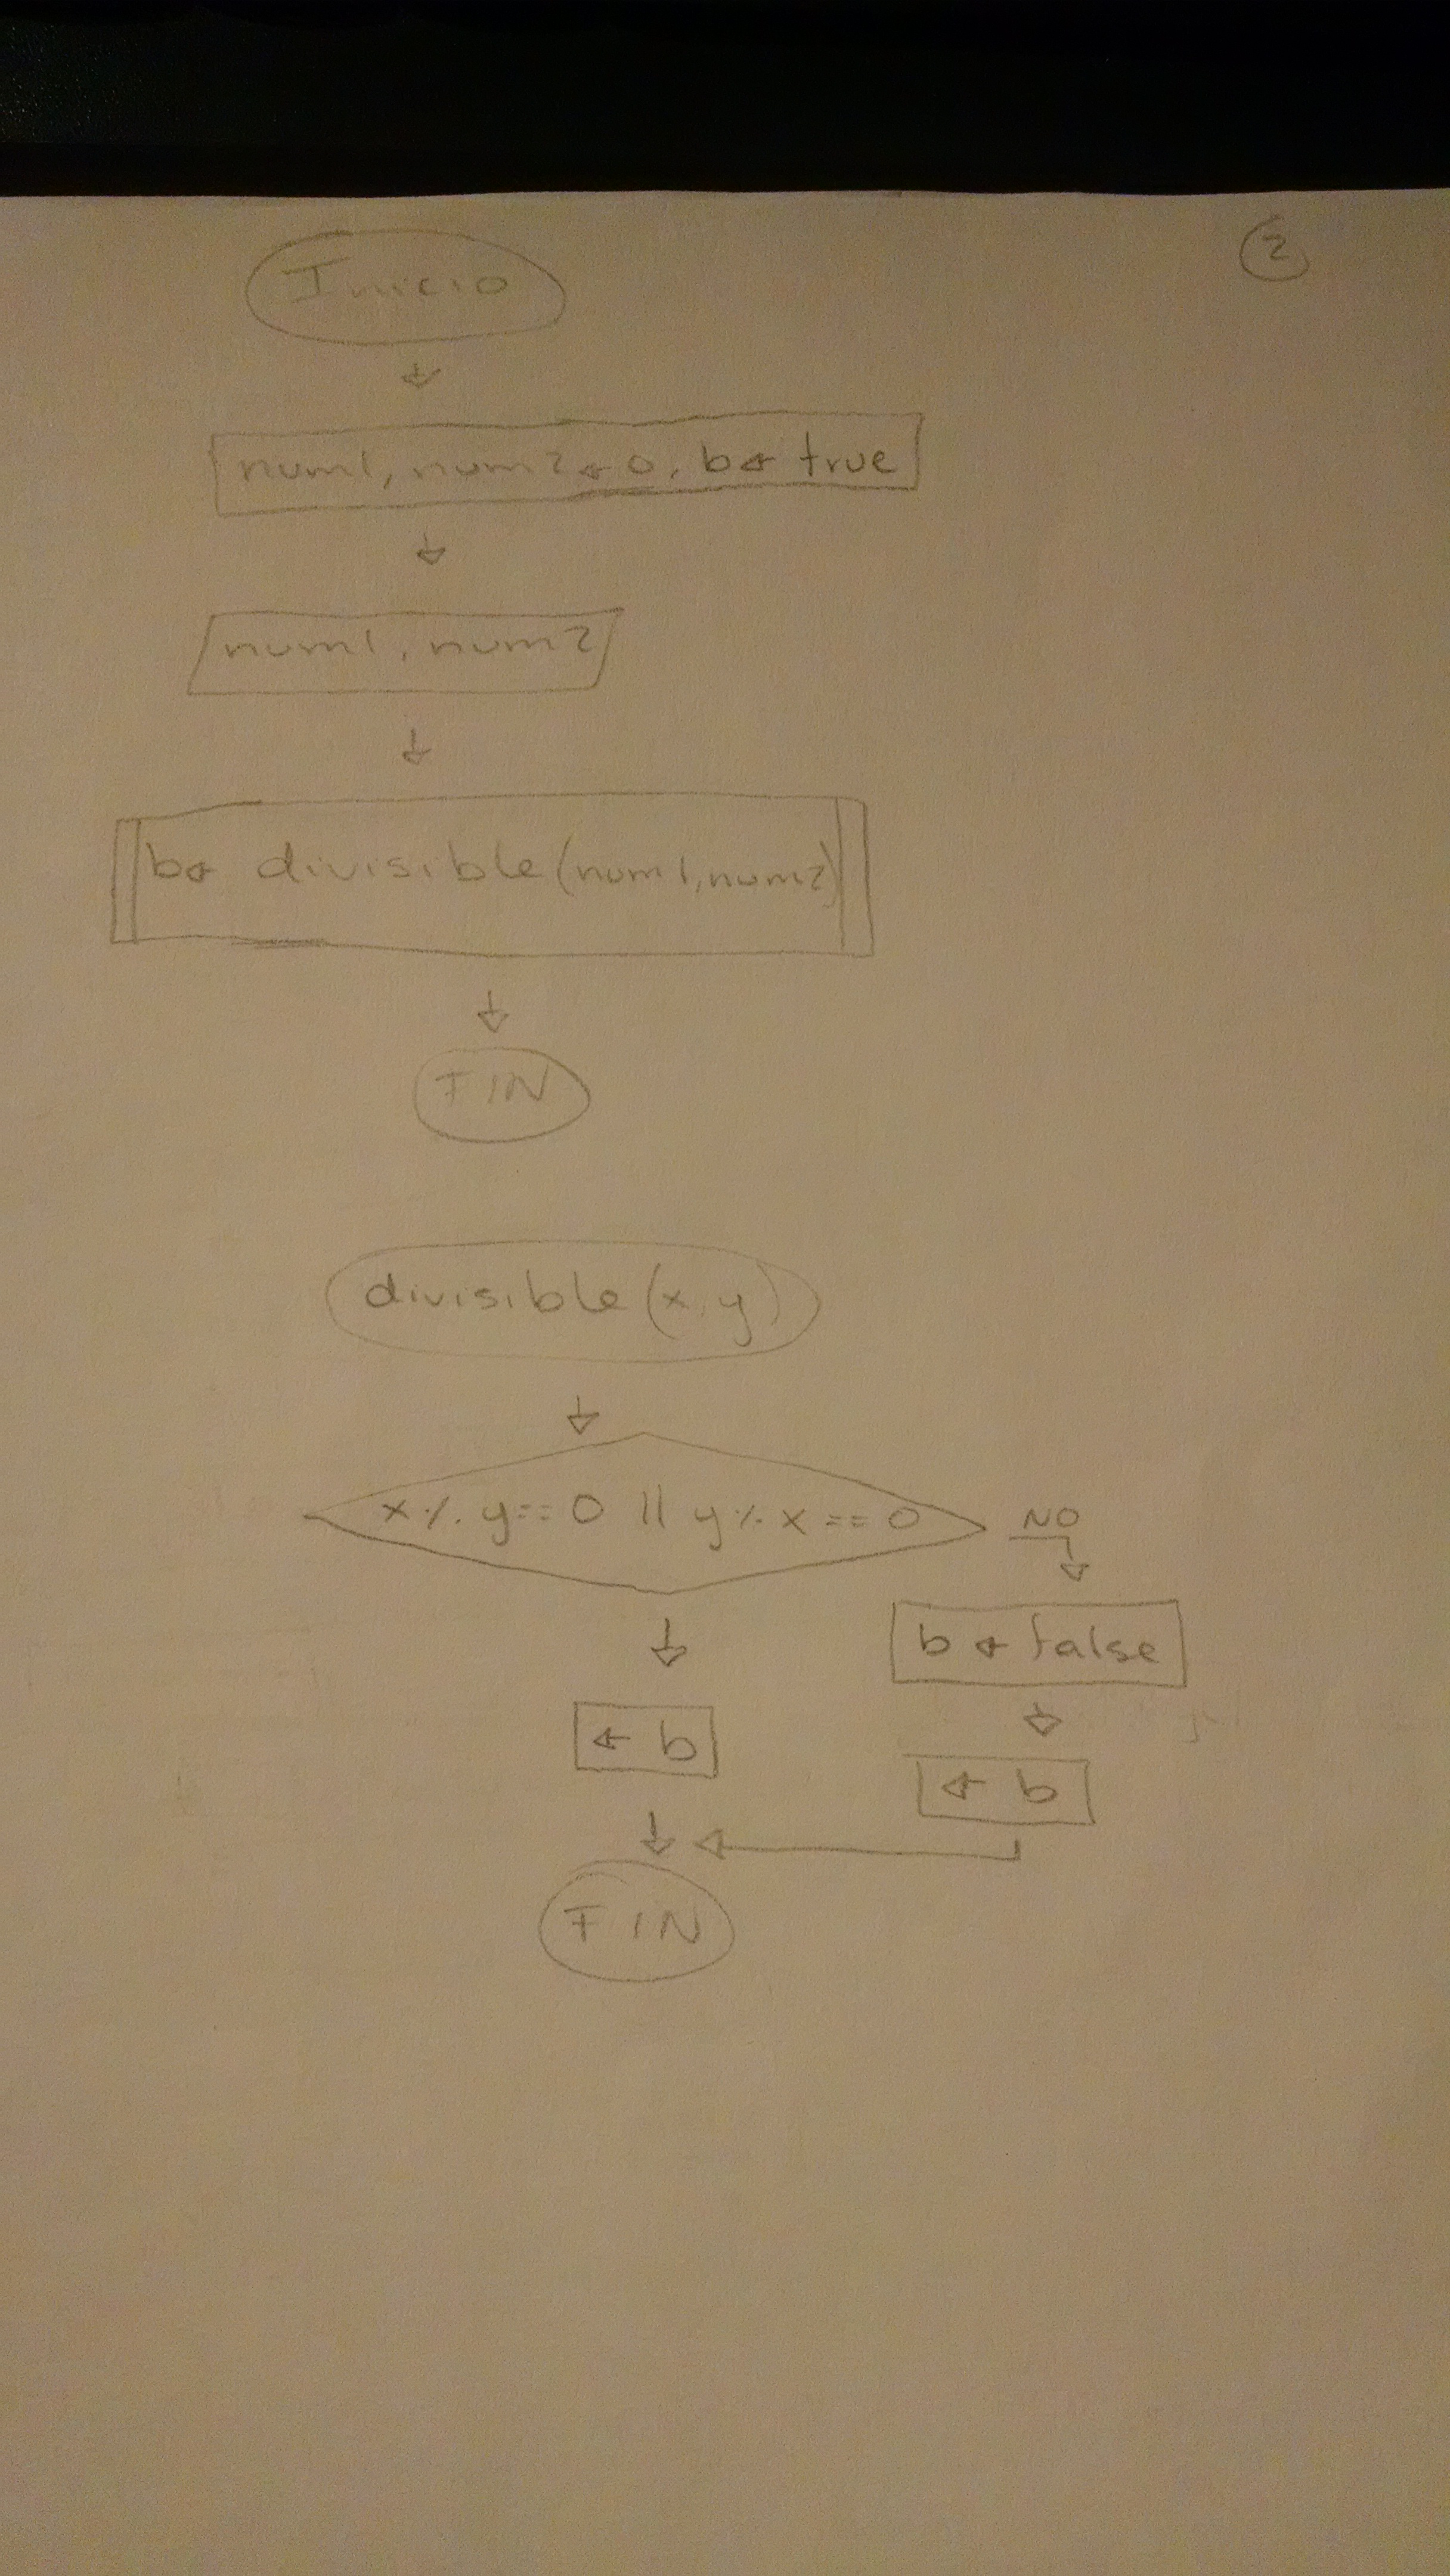 2
Inicio
num1, num2 ← 0, b ← true
num1, num2
b ← divisible(num1,num2)
FIN
divisible(x,y)
x % y == 0 || y % x == 0
NO
b ← false
← b
← b
FIN